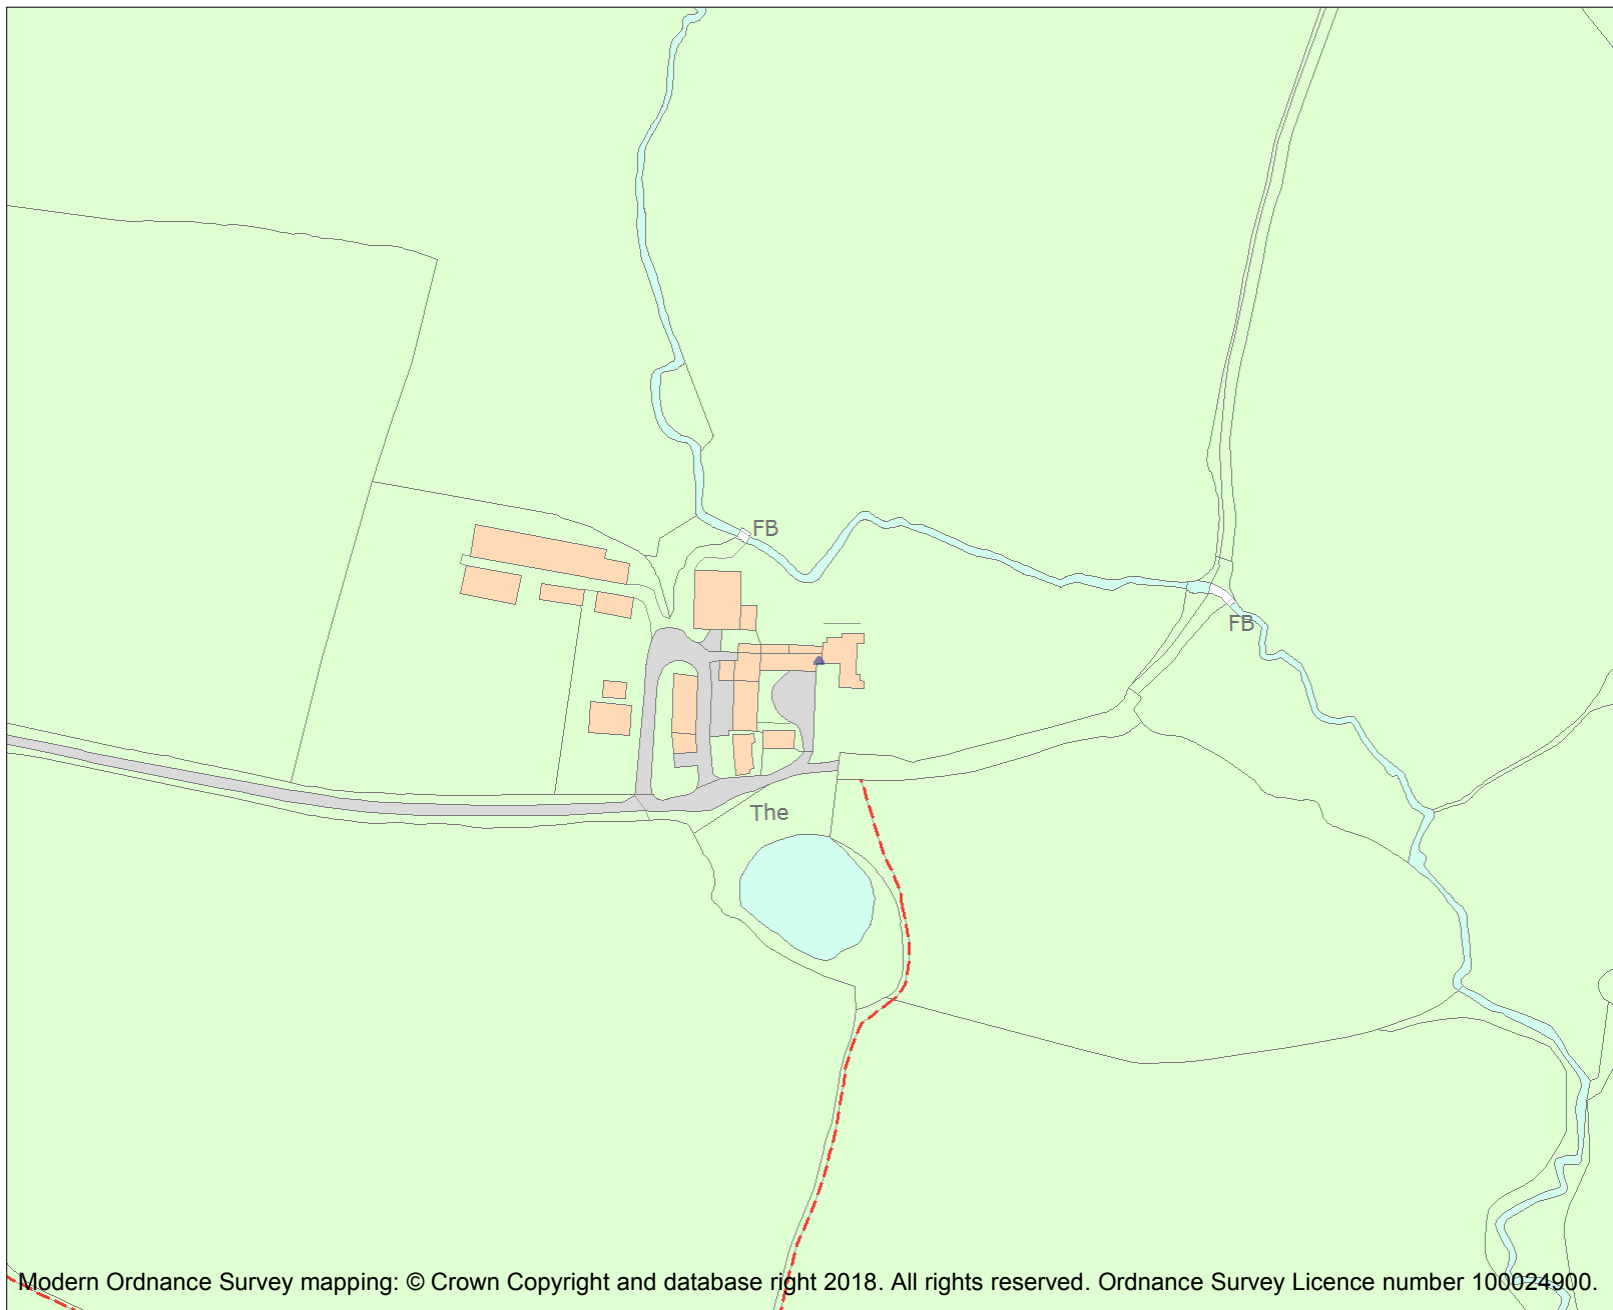 FB
FB
The
Modern Ordnance Survey mapping: © Crown Copyright and database right 2018. All rights reserved. Ordnance Survey Licence number 100024900.